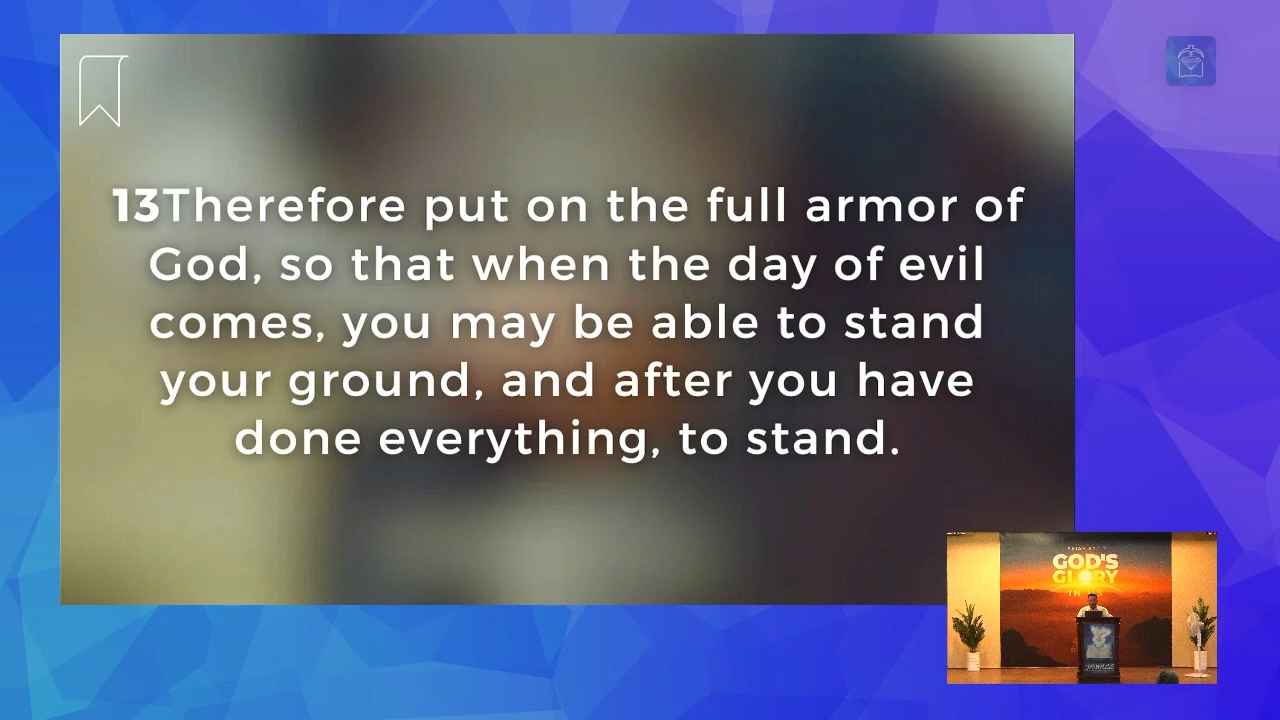 13Therefore put on the full armor of
God, so that when the day of evil
comes, you may be able to stand
your ground, and after you have
done everything, to stand.
GOD'S
GLORY